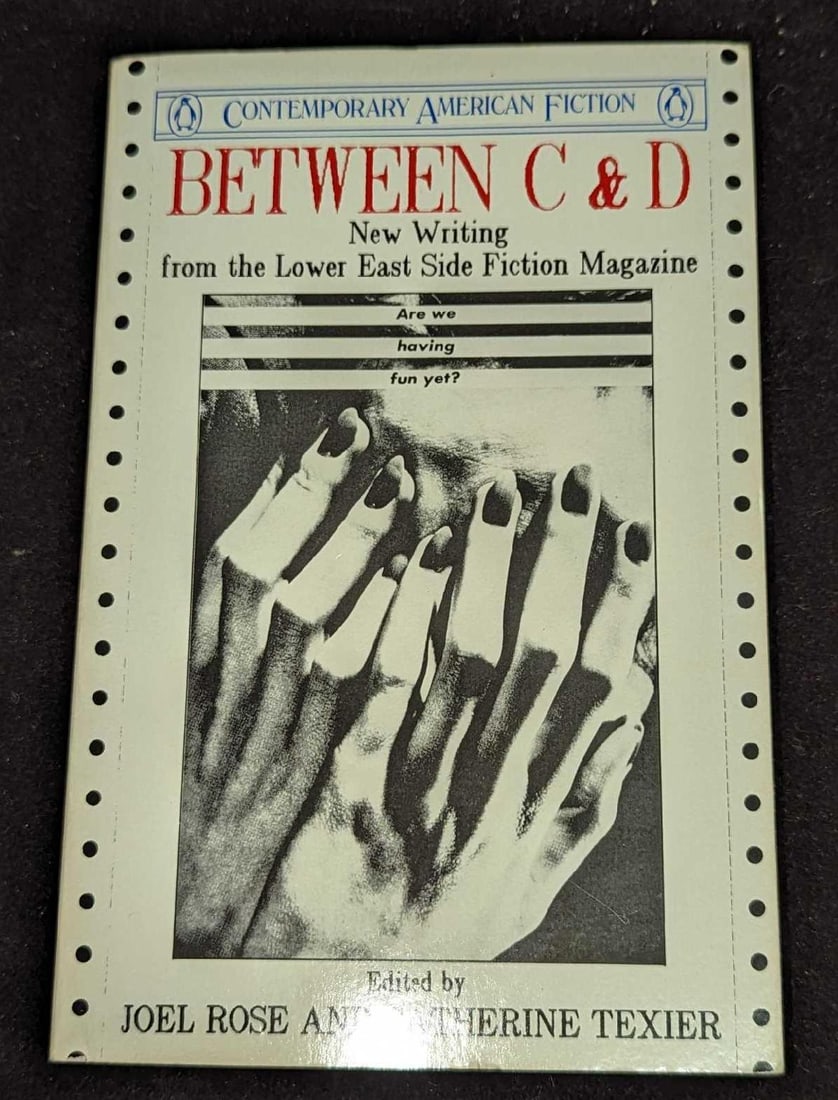 CONTEMPORARY AMERICAN FICTION
BETWEEN C & D
New Writing
from the Lower East Side Fiction Magazine
Are we
having
fun yet?
Edited by
JOEL ROSE TEXIER